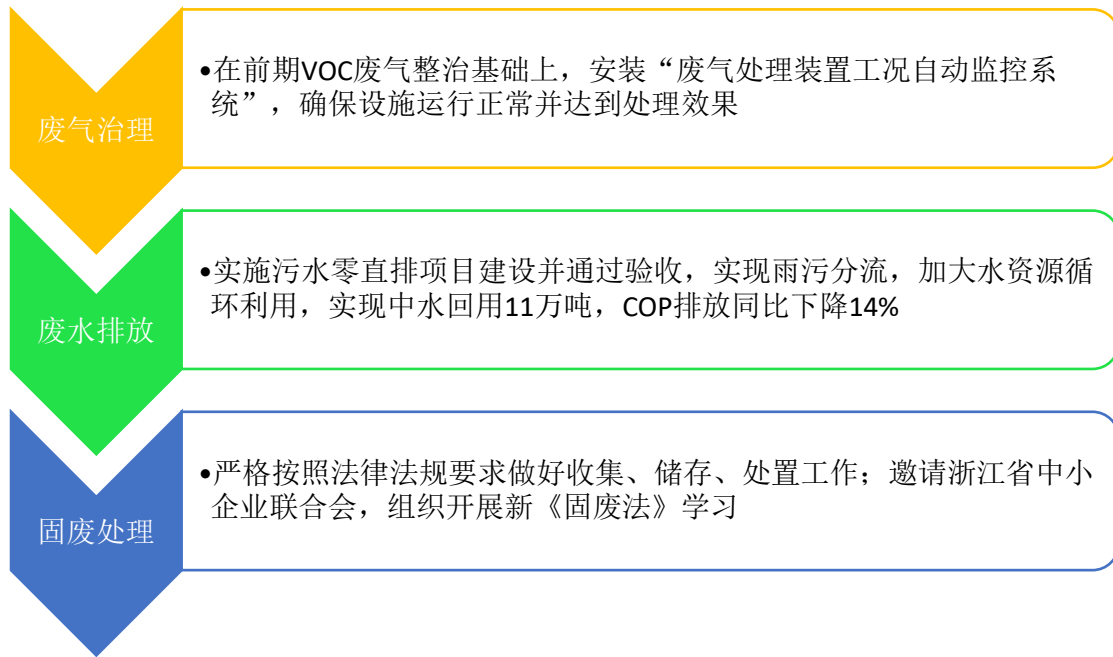 废气治理
•在前期VOC废气整治基础上，安装“废气处理装置工况自动监控系
统”，确保设施运行正常并达到处理效果
废水排放
•实施污水零直排项目建设并通过验收，实现雨污分流，加大水资源循
环利用，实现中水回用11万吨，COP排放同比下降14%
固废处理
•严格按照法律法规要求做好收集、储存、处置工作；邀请浙江省中小
企业联合会，组织开展新《固废法》学习